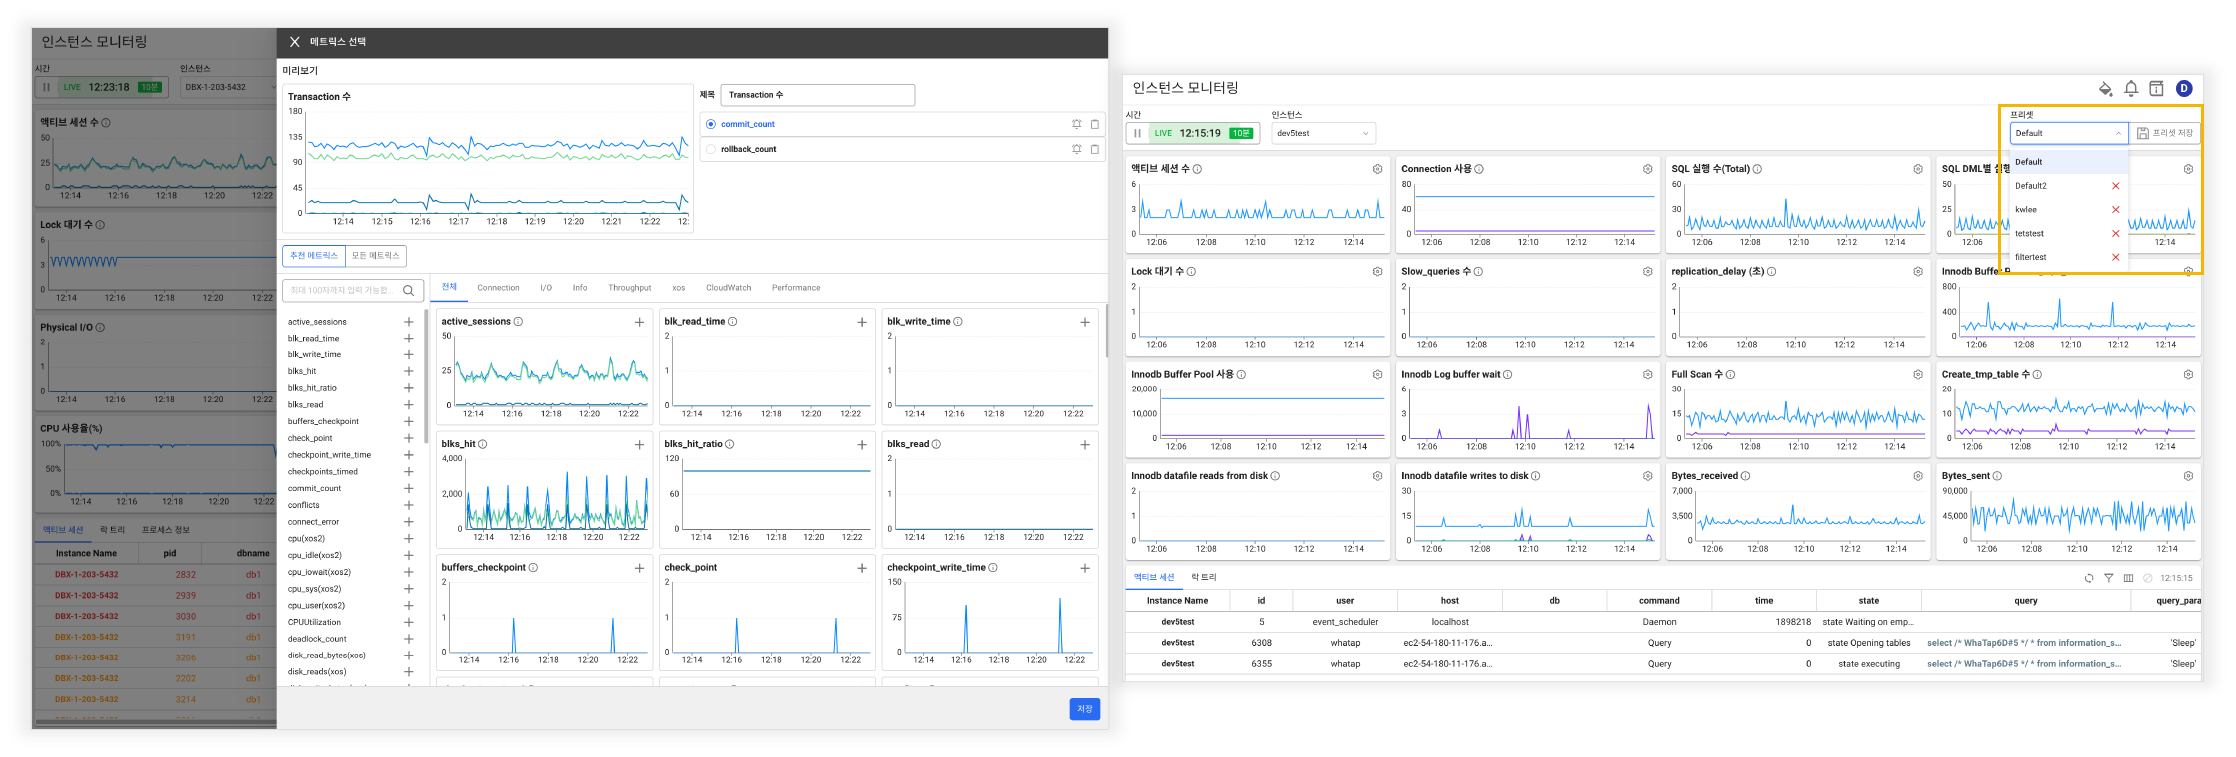 인스턴스 모니터링
시간
인스턴스
LIVE 12:23:18 10분
DBX-1-203-5432
액티브 세션 수
50
25
0
12:14 12:16 12:18 12:20 12:22
Lock 대기 수
6
3
0
12:14 12:16 12:18 12:20 12:22
Physical I/O
2
1
0
12:14 12:16 12:18 12:20 12:22
CPU 사용율(%)
100%
50%
0%
12:14 12:16 12:18 12:20 12:22
액티브 세션 락 트리 프로세스 정보
Instance Name pid dbname
DBX-1-203-5432 2832 db1
DBX-1-203-5432 2939 db1
DBX-1-203-5432 3030 db1
DBX-1-203-5432 3191 db1
DBX-1-203-5432 3206 db1
DBX-1-203-5432 2202 db1
DBX-1-203-5432 3214 db1
메트릭스 선택
미리보기
Transaction 수
180
135
90
45
0
12:14 12:15 12:16 12:17 12:18 12:19 12:20 12:21 12:22 12:
제목 Transaction 수
commit_count
rollback_count
추천 메트릭스 모든 메트릭스
최대 100자까지 입력 가능합...
전체 Connection I/O Info Throughput xos CloudWatch Performance
active_sessions
blk_read_time
blk_write_time
blks_hit
blks_hit_ratio
blks_read
buffers_checkpoint
check_point
checkpoint_write_time
checkpoints_timed
commit_count
conflicts
connect_error
cpu(xos2)
cpu_idle(xos2)
cpu_iowait(xos2)
cpu_sys(xos2)
cpu_user(xos2)
CPUUtilization
deadlock_count
disk_read_bytes(xos)
disk_reads(xos)
active_sessions
50
25
0
12:14 12:16 12:18 12:20 12:22
blk_read_time
2
1
0
12:14 12:16 12:18 12:20 12:22
blk_write_time
2
1
0
12:14 12:16 12:18 12:20 12:22
blks_hit
4,000
2,000
0
12:14 12:16 12:18 12:20 12:22
blks_hit_ratio
120
60
0
12:14 12:16 12:18 12:20 12:22
blks_read
2
1
0
12:14 12:16 12:18 12:20 12:22
buffers_checkpoint
2
1
0
12:14 12:16 12:18 12:20 12:22
check_point
2
1
0
12:14 12:16 12:18 12:20 12:22
checkpoint_write_time
150
75
0
12:14 12:16 12:18 12:20 12:22
저장
인스턴스 모니터링
D
시간
인스턴스
프리셋
LIVE 12:15:19 10분
dev5test
Default
프리셋 저장
Default
Default2
kwlee
tetstest
filtertest
액티브 세션 수
6
3
0
12:06 12:08 12:10 12:12 12:14
Connection 사용
80
40
0
12:06 12:08 12:10 12:12 12:14
SQL 실행 수(Total)
60
30
0
12:06 12:08 12:10 12:12 12:14
SQL DML별 실행
50
25
0
12:06 12:14
Lock 대기 수
2
1
0
12:06 12:08 12:10 12:12 12:14
Slow_queries 수
2
1
0
12:06 12:08 12:10 12:12 12:14
replication_delay (초)
2
1
0
12:06 12:08 12:10 12:12 12:14
Innodb Buffer
800
400
0
12:06 12:08 12:10 12:12 12:14
Innodb Buffer Pool 사용
20,000
10,000
0
12:06 12:08 12:10 12:12 12:14
Innodb Log buffer wait
6
3
0
12:06 12:08 12:10 12:12 12:14
Full Scan 수
30
15
0
12:06 12:08 12:10 12:12 12:14
Create_tmp_table 수
20
10
0
12:06 12:08 12:10 12:12 12:14
Innodb datafile reads from disk
2
1
0
12:06 12:08 12:10 12:12 12:14
Innodb datafile writes to disk
30
15
0
12:06 12:08 12:10 12:12 12:14
Bytes_received
7,000
3,500
0
12:06 12:08 12:10 12:12 12:14
Bytes_sent
90,000
45,000
0
12:06 12:08 12:10 12:12 12:14
액티브 세션 락 트리
12:15:15
Instance Name id user host db command time state query query_para
dev5test 5 event_scheduler localhost Daemon 1898218 state Waiting on emp...
dev5test 6308 whatap ec2-54-180-11-176.a... Query 0 state Opening tables select /* WhaTap6D#5 */ * from information_s... 'Sleep'
dev5test 6355 whatap ec2-54-180-11-176.a... Query 0 state executing select /* WhaTap6D#5 */ * from information_s... 'Sleep'